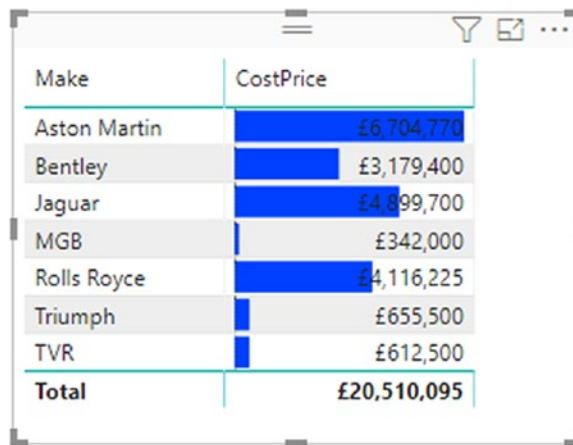 Make CostPrice
Aston Martin £6,704,770
Bentley £3,179,400
Jaguar £4,899,700
MGB £342,000
Rolls Royce £4,116,225
Triumph £655,500
TVR £612,500
Total £20,510,095